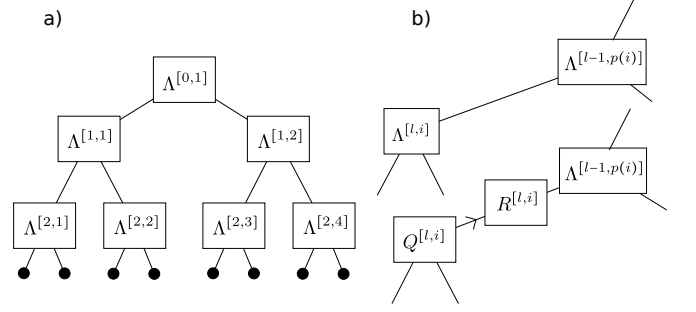 a)
Λ^[0,1]
Λ^[1,1] Λ^[1,2]
Λ^[2,1] Λ^[2,2] Λ^[2,3] Λ^[2,4]
b)
Λ^[l−1,p(i)]
Λ^[l,i]
Λ^[l−1,p(i)]
R^[l,i]
Q^[l,i]